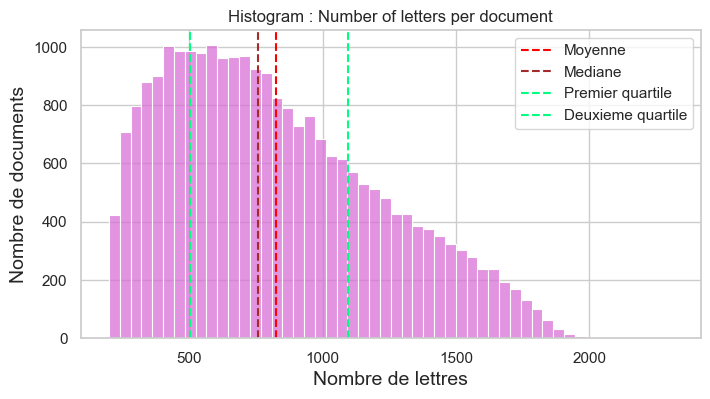 Histogram : Number of letters per document
Moyenne
Mediane
Premier quartile
Deuxieme quartile
Nombre de documents
1000
800
600
400
200
0
500
1000
1500
2000
Nombre de lettres